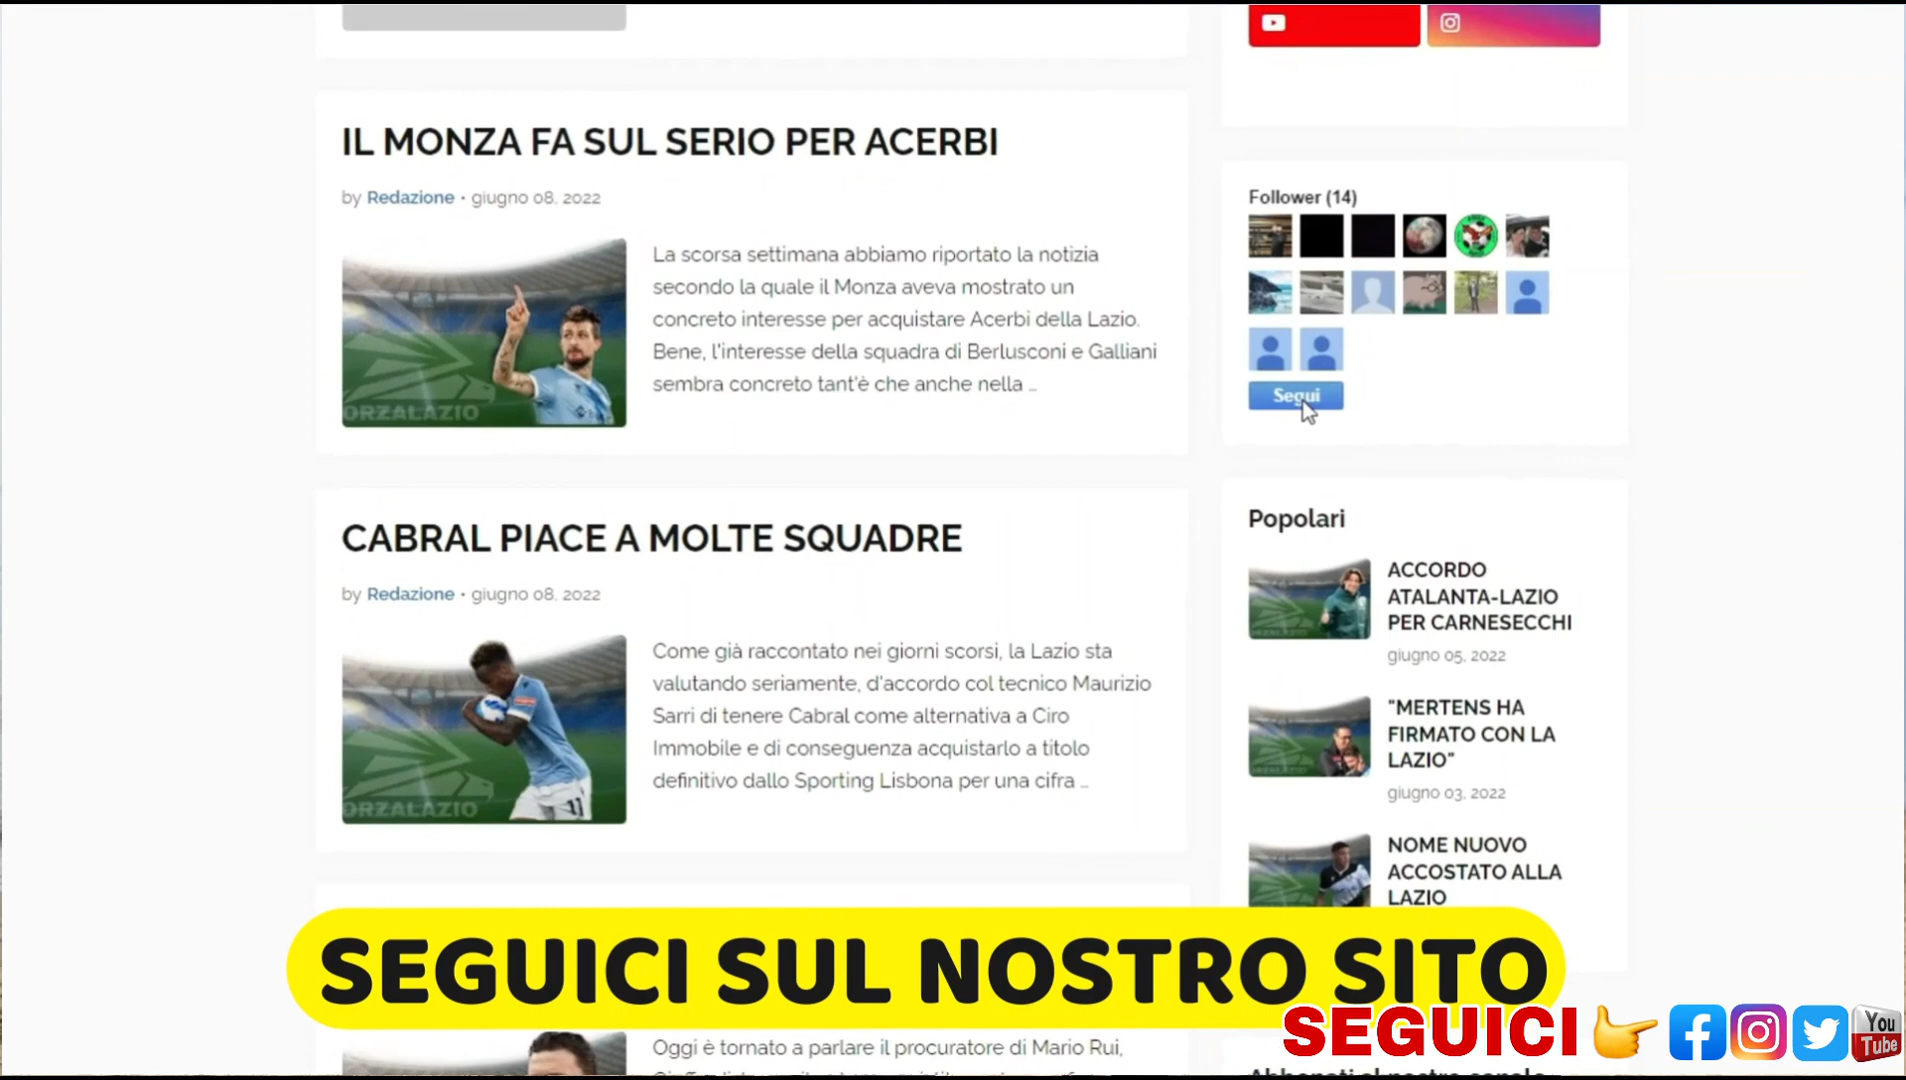 IL MONZA FA SUL SERIO PER ACERBI
by Redazione • giugno 08, 2022
La scorsa settimana abbiamo riportato la notizia
secondo la quale il Monza aveva mostrato un
concreto interesse per acquistare Acerbi della Lazio.
Bene, l'interesse della squadra di Berlusconi e Galliani
sembra concreto tant'è che anche nella ...
ORZALAZIO
CABRAL PIACE A MOLTE SQUADRE
by Redazione • giugno 08, 2022
Come già raccontato nei giorni scorsi, la Lazio sta
valutando seriamente, d'accordo col tecnico Maurizio
Sarri di tenere Cabral come alternativa a Ciro
Immobile e di conseguenza acquistarlo a titolo
definitivo dallo Sporting Lisbona per una cifra ...
ORZALAZIO
11
Oggi è tornato a parlare il procuratore di Mario Rui,
Follower (14)
Segui
Popolari
ACCORDO
ATALANTA-LAZIO
PER CARNESECCHI
giugno 05, 2022
"MERTENS HA
FIRMATO CON LA
LAZIO"
giugno 03, 2022
NOME NUOVO
ACCOSTATO ALLA
LAZIO
SEGUICI SUL NOSTRO SITO
SEGUICI
You
Tube